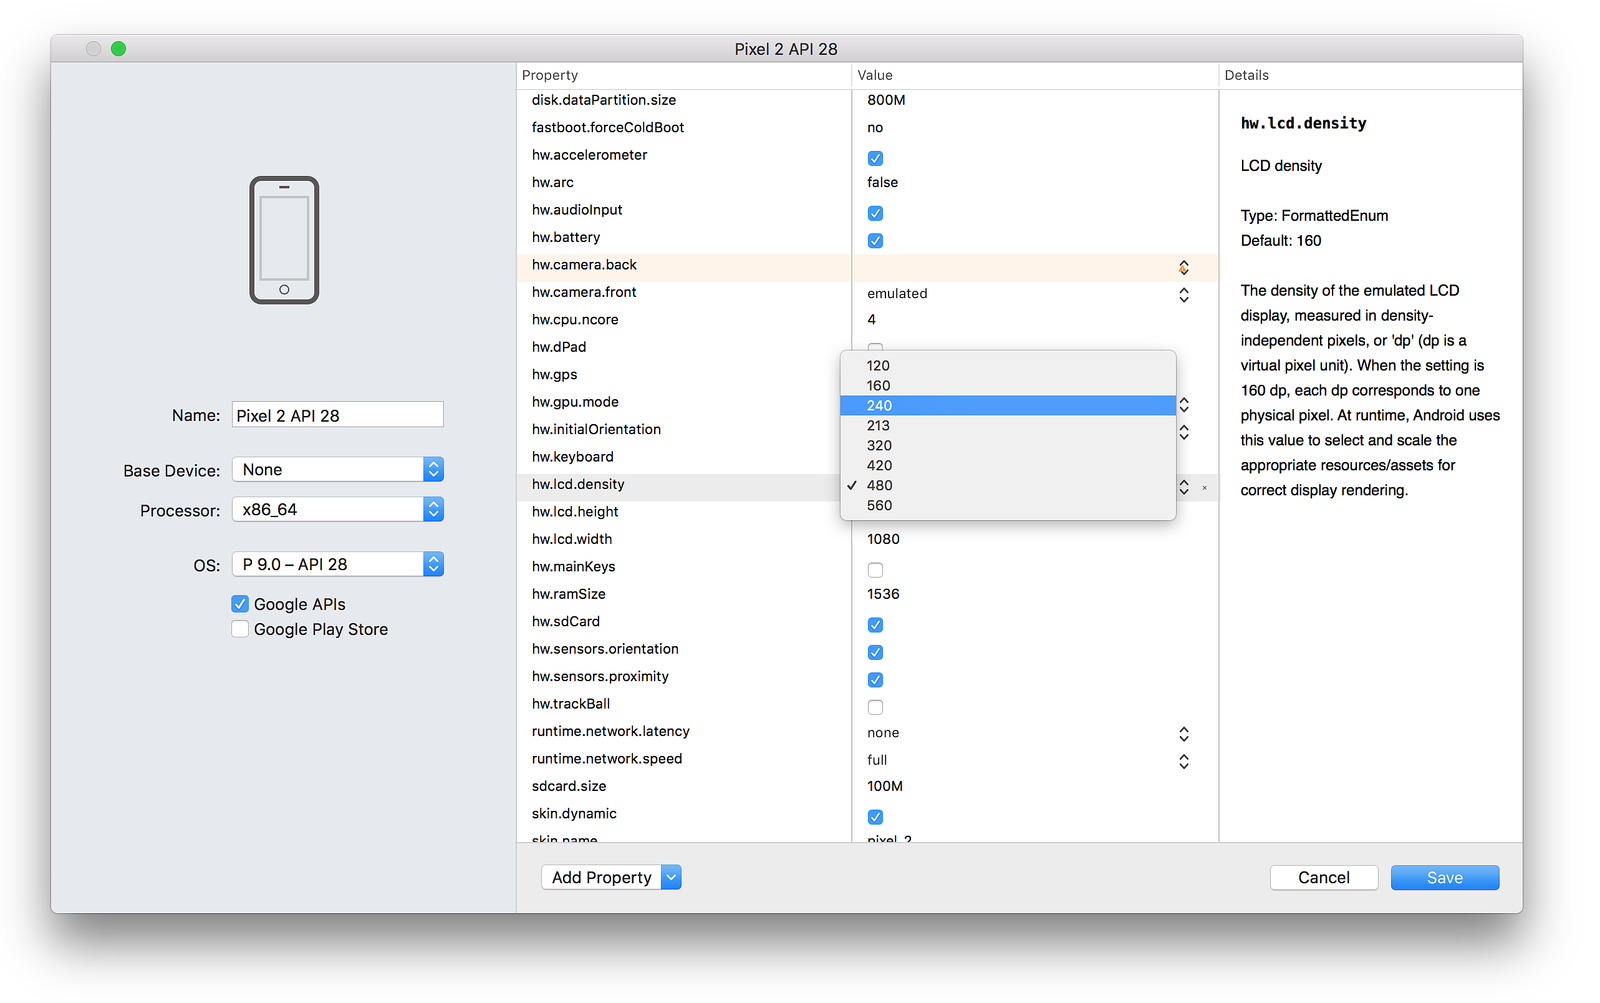 Pixel 2 API 28
Name: Pixel 2 API 28
Base Device: None
Processor: x86_64
OS: P 9.0 – API 28
Google APIs
Google Play Store
Property Value Details
disk.dataPartition.size 800M
fastboot.forceColdBoot no
hw.accelerometer
hw.arc false
hw.audioInput
hw.battery
hw.camera.back
hw.camera.front emulated
hw.cpu.ncore 4
hw.dPad
hw.gps
hw.gpu.mode
hw.initialOrientation
hw.keyboard
hw.lcd.density
hw.lcd.height
hw.lcd.width 1080
hw.mainKeys
hw.ramSize 1536
hw.sdCard
hw.sensors.orientation
hw.sensors.proximity
hw.trackBall
runtime.network.latency none
runtime.network.speed full
sdcard.size 100M
skin.dynamic
skin.name pixel_2
120
160
240
213
320
420
480
560
hw.lcd.density
LCD density
Type: FormattedEnum
Default: 160
The density of the emulated LCD
display, measured in density-
independent pixels, or 'dp' (dp is a
virtual pixel unit). When the setting is
160 dp, each dp corresponds to one
physical pixel. At runtime, Android uses
this value to select and scale the
appropriate resources/assets for
correct display rendering.
Add Property
Cancel
Save